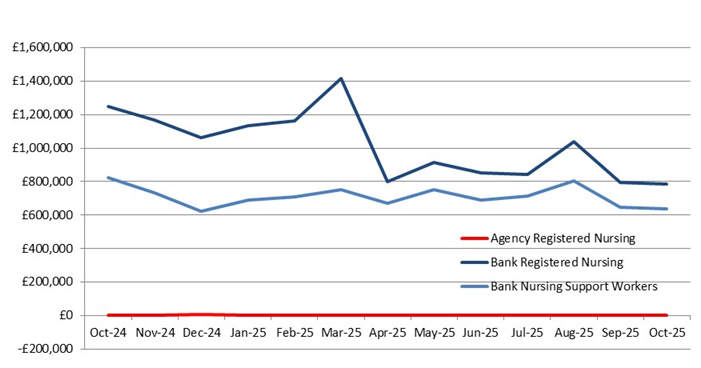 £1,600,000
£1,400,000
£1,200,000
£1,000,000
£800,000
£600,000
£400,000
£200,000
£0
-£200,000
Oct-24 Nov-24 Dec-24 Jan-25 Feb-25 Mar-25 Apr-25 May-25 Jun-25 Jul-25 Aug-25 Sep-25 Oct-25
Agency Registered Nursing
Bank Registered Nursing
Bank Nursing Support Workers